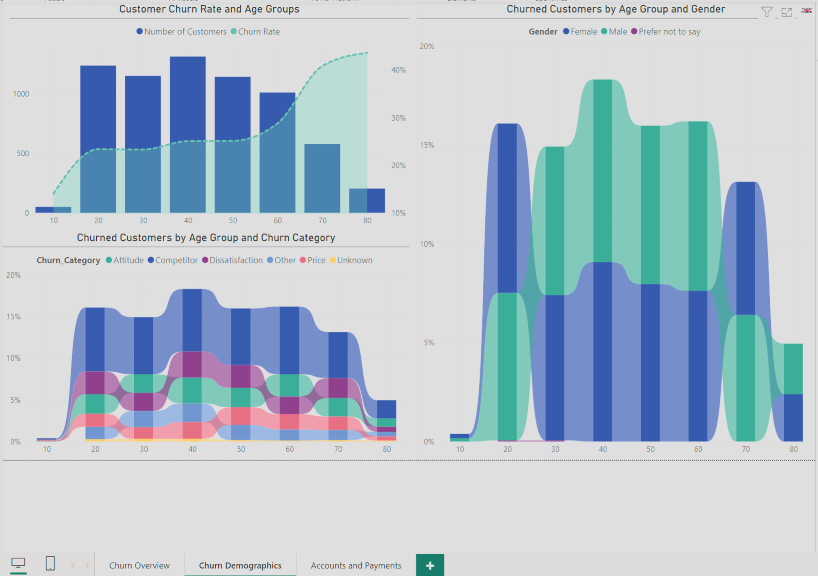 Customer Churn Rate and Age Groups
Number of Customers Churn Rate
1000
500
0
40%
30%
20%
10%
10 20 30 40 50 60 70 80
Churned Customers by Age Group and Churn Category
Churn_Category Attitude Competitor Dissatisfaction Other Price Unknown
20%
15%
10%
5%
0%
10 20 30 40 50 60 70 80
Churned Customers by Age Group and Gender
Gender Female Male Prefer not to say
20%
15%
10%
5%
0%
10 20 30 40 50 60 70 80
Churn Overview Churn Demographics Accounts and Payments +